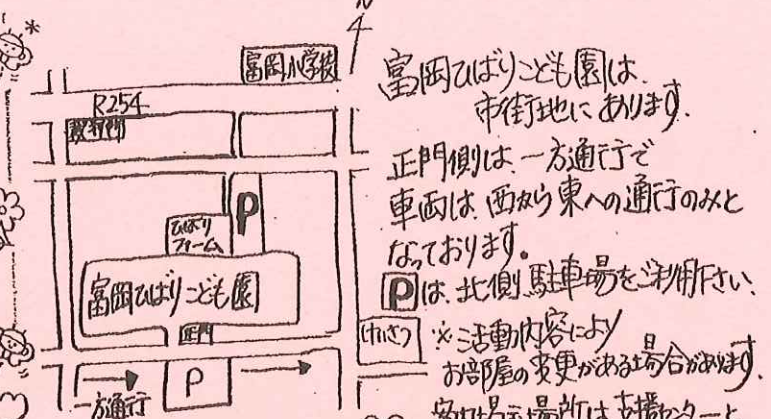 N
富岡小学校
R254
ひばり
ファーム
P
富岡ひばりこども園
正門
P
一方通行
けいさつ
富岡ひばりこども園は、
市街地にあります。
正門側は、一方通行で
車両は、西から東への通行のみと
なっております。
Pは、北側駐車場をご利用下さい。
※活動内容により
お部屋の変更がある場合があります。